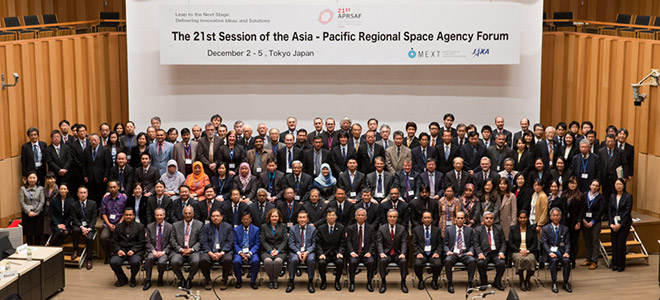 Leap to the Next Stage:
Delivering Innovative Ideas and Solutions
21ST
APRSAF
The 21st Session of the Asia - Pacific Regional Space Agency Forum
December 2 - 5 , Tokyo Japan
MEXT
JAXA